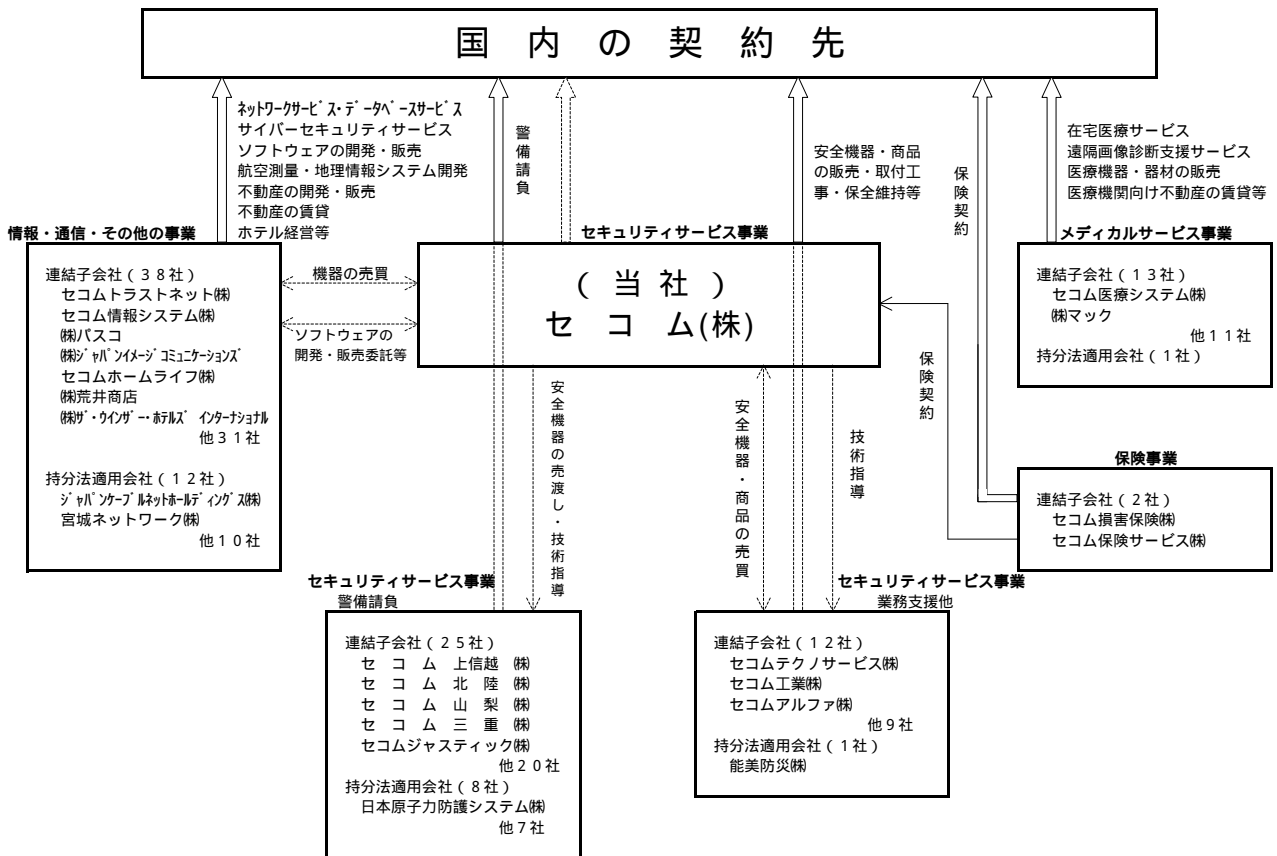 国内の契約先
ネットワークサービス・データベースサービス
サイバーセキュリティサービス
ソフトウェアの開発・販売
航空測量・地理情報システム開発
不動産の開発・販売
不動産の賃貸
ホテル経営等
警備請負
安全機器・商品
の販売・取付工
事・保全維持等
保険契約
在宅医療サービス
遠隔画像診断支援サービス
医療機器・器材の販売
医療機関向け不動産の賃貸等
情報・通信・その他の事業
連結子会社(38社)
セコムトラストネット㈱
セコム情報システム㈱
㈱パスコ
㈱ジャパンイメージコミュニケーションズ
セコムホームライフ㈱
㈱荒井商店
㈱ザ・ウインザー・ホテルズ インターナショナル
他31社
持分法適用会社(12社)
ジャパンケーブルネットホールディングス㈱
宮城ネットワーク㈱
他10社
機器の売買
ソフトウェアの
開発・販売委託等
セキュリティサービス事業
(当社)
セコム(株)
メディカルサービス事業
連結子会社(13社)
セコム医療システム㈱
㈱マック
他11社
持分法適用会社(1社)
安全機器の売渡し・技術指導
安全機器・商品の売買
技術指導
保険契約
保険事業
連結子会社(2社)
セコム損害保険㈱
セコム保険サービス㈱
セキュリティサービス事業
警備請負
連結子会社(25社)
セコム上信越㈱
セコム北陸㈱
セコム山梨㈱
セコム三重㈱
セコムジャスティック㈱
他20社
持分法適用会社(8社)
日本原子力防護システム㈱
他7社
セキュリティサービス事業
業務支援他
連結子会社(12社)
セコムテクノサービス㈱
セコム工業㈱
セコムアルファ㈱
他9社
持分法適用会社(1社)
能美防災㈱